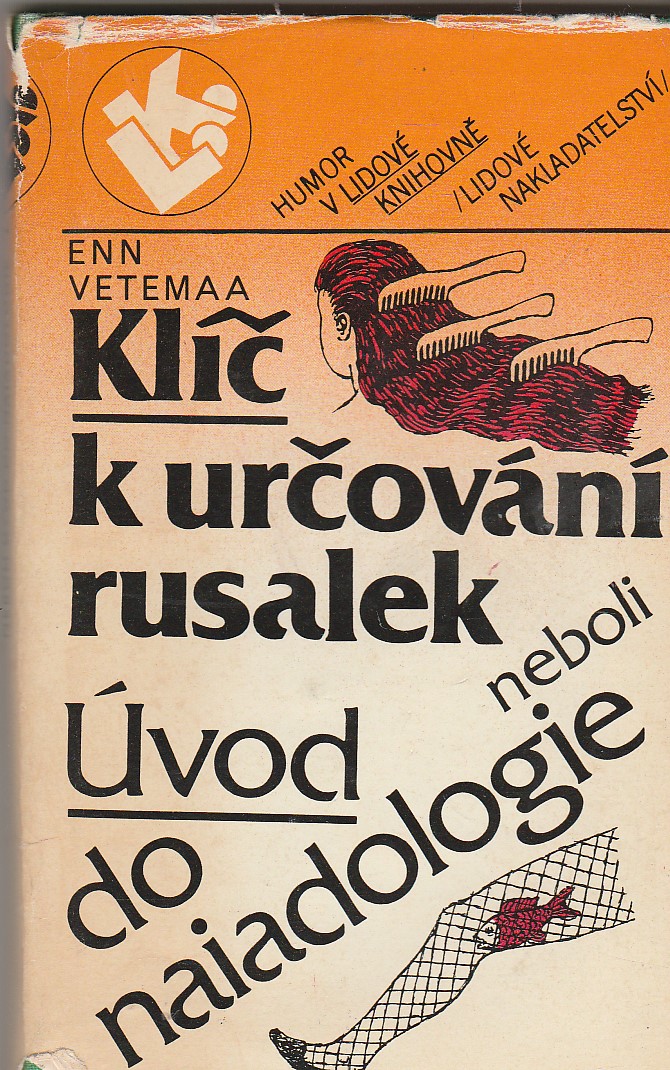 HUMOR
V LIDOVÉ
KNIHOVNĚ
/LIDOVÉ
NAKLADATELSTVÍ/
ENN
VETEMAA
Klíč
k určování
rusalek
neboli
Úvod
do
naiadologie